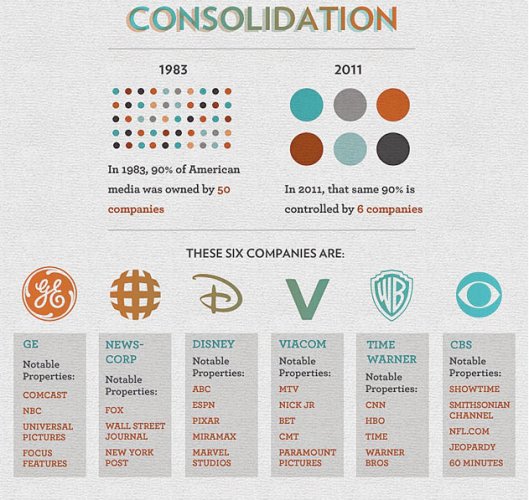 CONSOLIDATION
1983
In 1983, 90% of American
media was owned by 50
companies
2011
In 2011, that same 90% is
controlled by 6 companies
THESE SIX COMPANIES ARE:
GE
D
V
WB
GE
Notable
Properties:
COMCAST
NBC
UNIVERSAL
PICTURES
FOCUS
FEATURES
NEWS-
CORP
Notable
Properties:
FOX
WALL STREET
JOURNAL
NEW YORK
POST
DISNEY
Notable
Properties:
ABC
ESPN
PIXAR
MIRAMAX
MARVEL
STUDIOS
VIACOM
Notable
Properties:
MTV
NICK JR
BET
CMT
PARAMOUNT
PICTURES
TIME
WARNER
Notable
Properties:
CNN
HBO
TIME
WARNER
BROS
CBS
Notable
Properties:
SHOWTIME
SMITHSONIAN
CHANNEL
NFL.COM
JEOPARDY
60 MINUTES